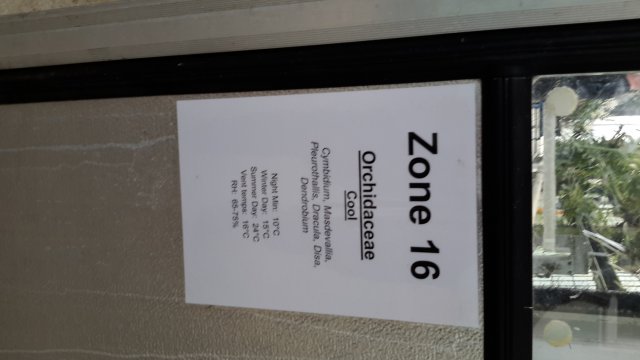 Zone 16
Orchidaceae
Cool
Cymbidium, Masdevallia,
Pleurothallis, Dracula, Disa,
Dendrobium
Night Min: 10°C
Winter Day: 15°C
Summer Day: 24°C
Vent temps: 16°C
RH: 65-75%